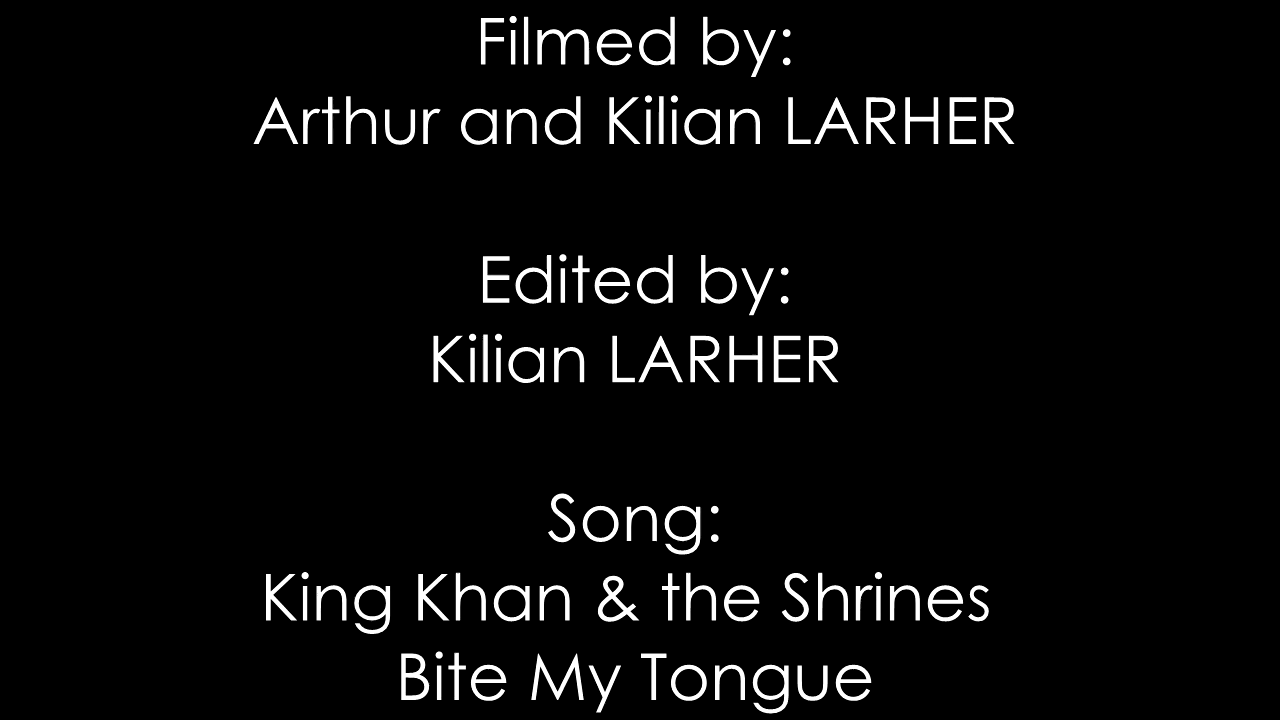 Filmed by:
Arthur and Kilian LARHER
Edited by:
Kilian LARHER
Song:
King Khan & the Shrines
Bite My Tongue